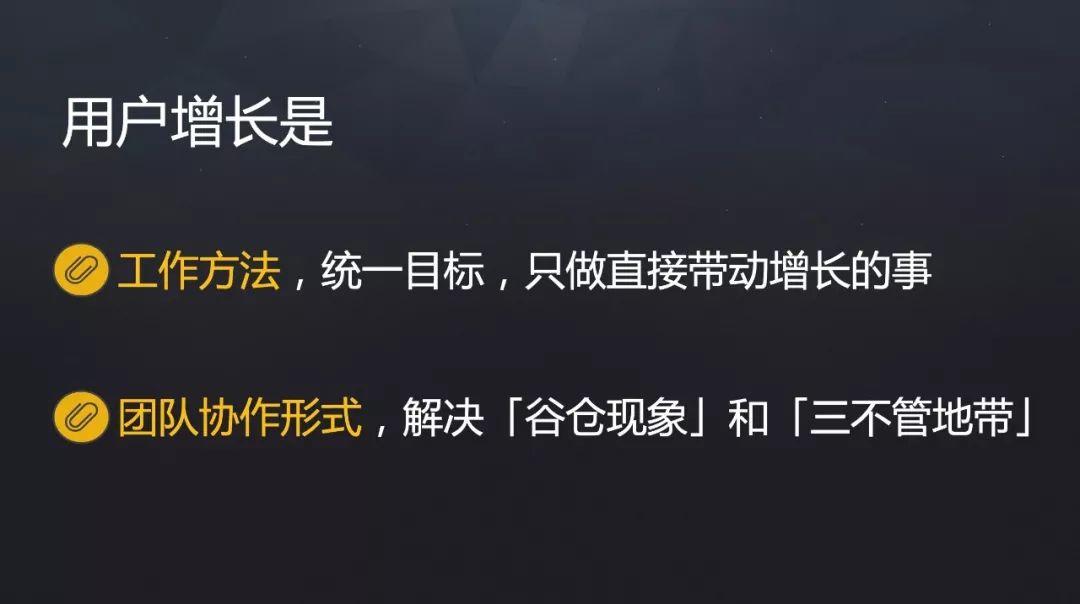 用户增长是
工作方法，统一目标，只做直接带动增长的事
团队协作形式，解决「谷仓现象」和「三不管地带」